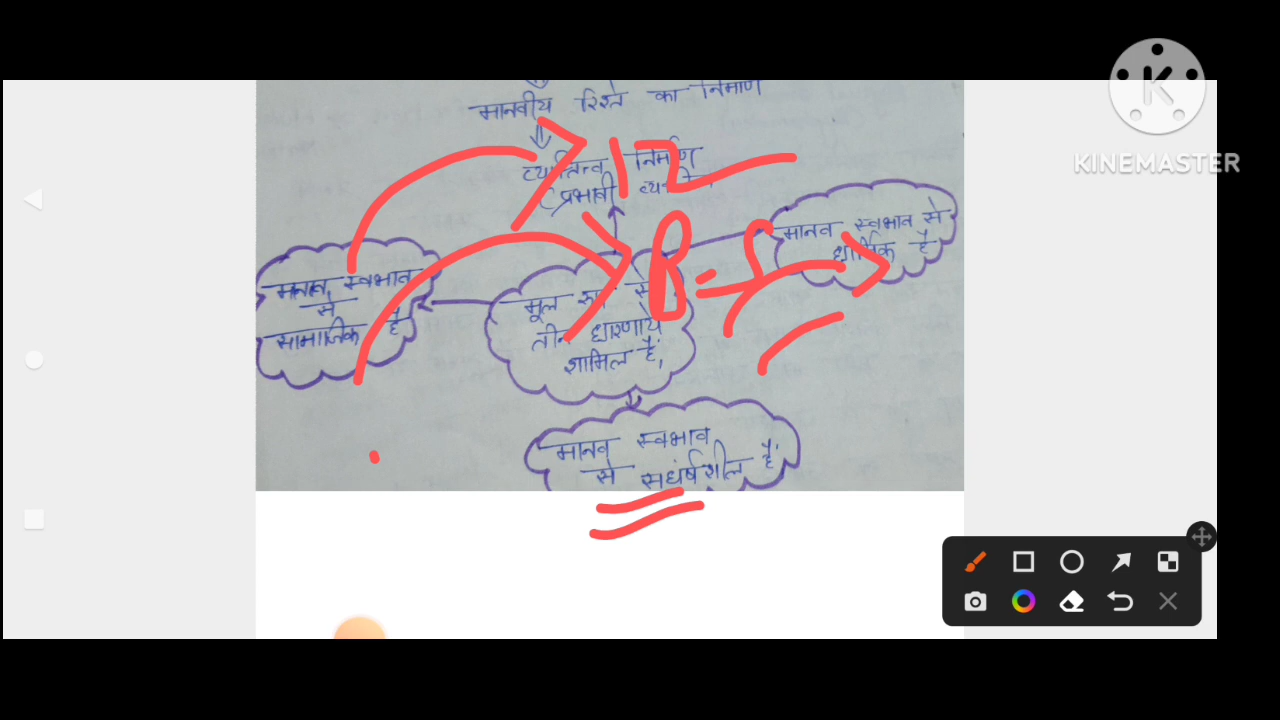 मानवीय रिश्ते का निर्माण
व्यक्तित्व निर्माण
प्रभावी
मानव स्वभाव से
धार्मिक है
मानव स्वभाव
से
सामाजिक है
मूल रूप से
तीन धारणाये
शामिल है,
मानव स्वभाव
से संघर्षशील है
KINEMASTER